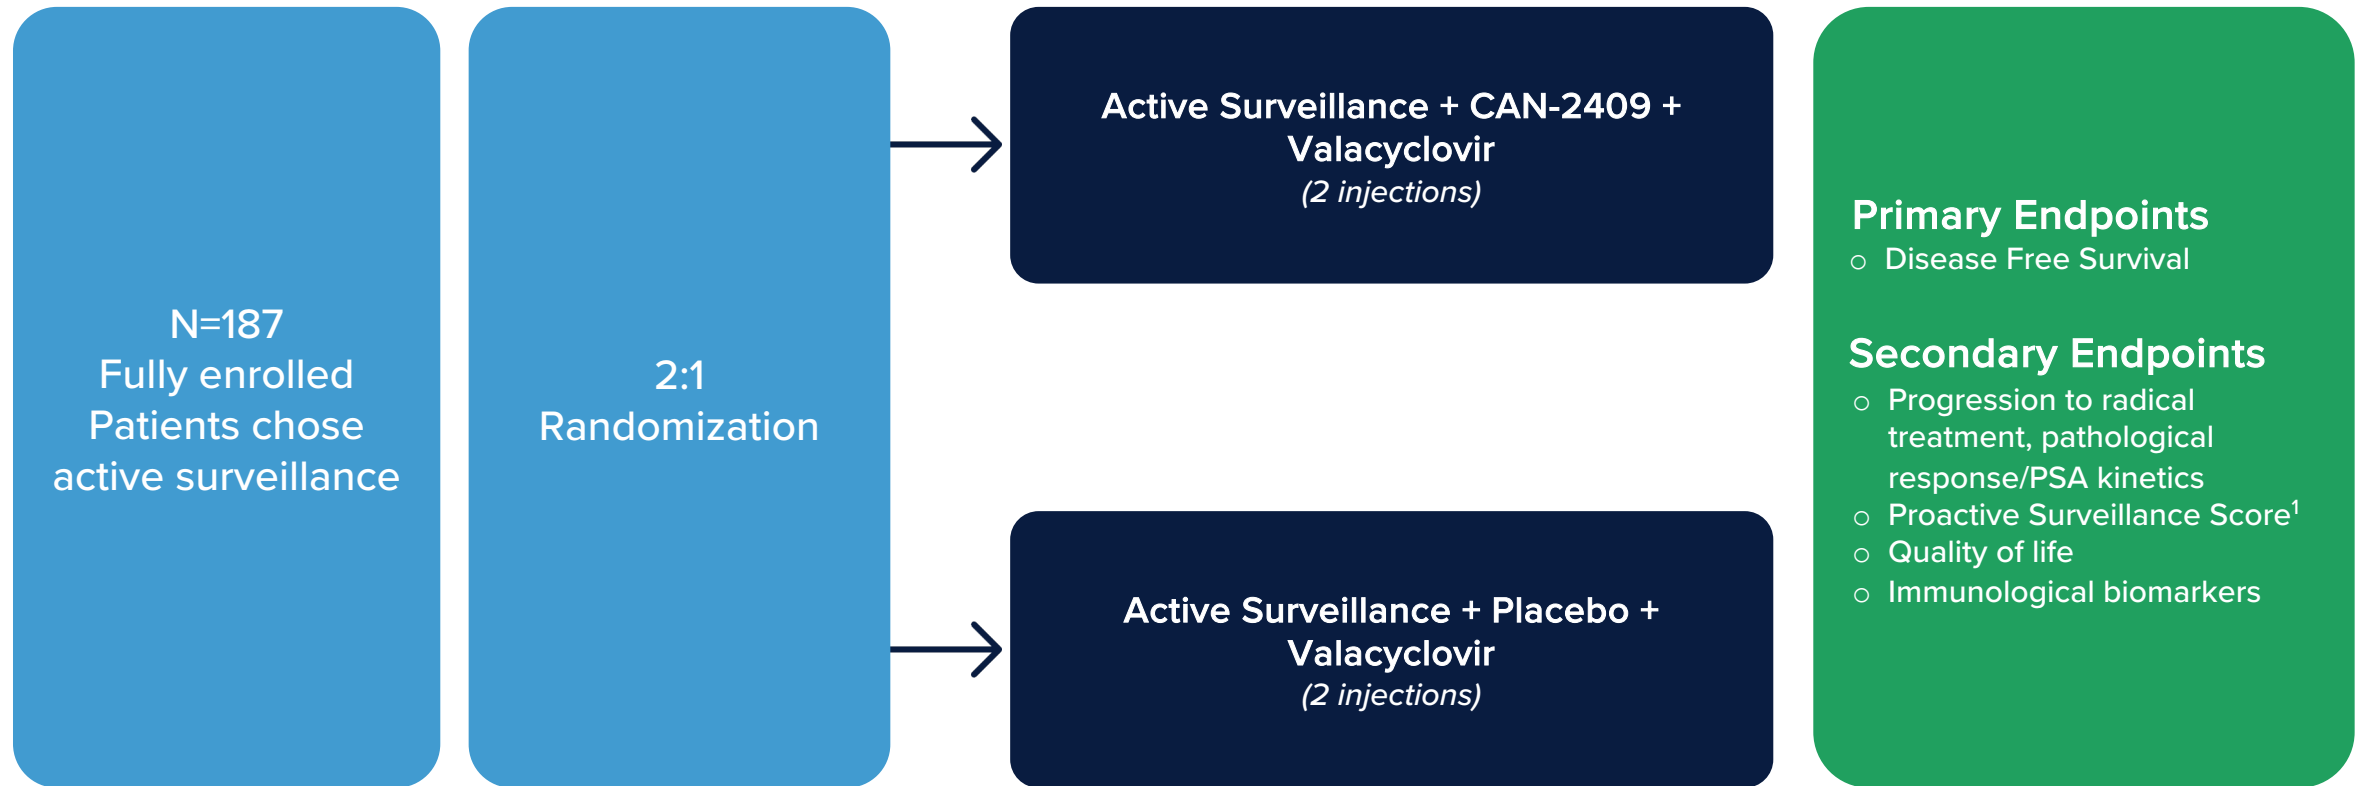 N=187
Fully enrolled
Patients chose
active surveillance
2:1
Randomization
Active Surveillance + CAN-2409 +
Valacyclovir
(2 injections)
Active Surveillance + Placebo +
Valacyclovir
(2 injections)
Primary Endpoints
○ Disease Free Survival
Secondary Endpoints
○ Progression to radical
treatment, pathological
response/PSA kinetics
○ Proactive Surveillance Score¹
○ Quality of life
○ Immunological biomarkers